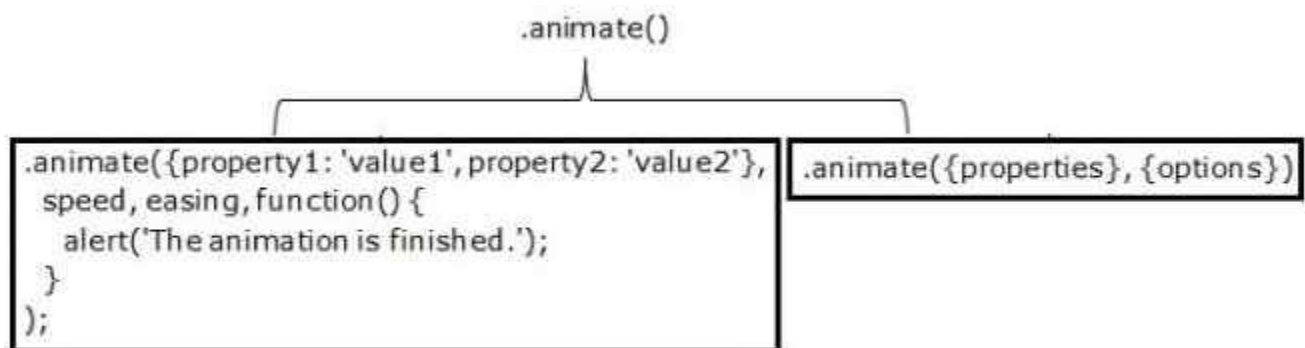 .animate()
.animate({property1: 'value1', property2: 'value2'},
speed, easing, function() {
alert('The animation is finished.');
}
);
.animate({properties}, {options})